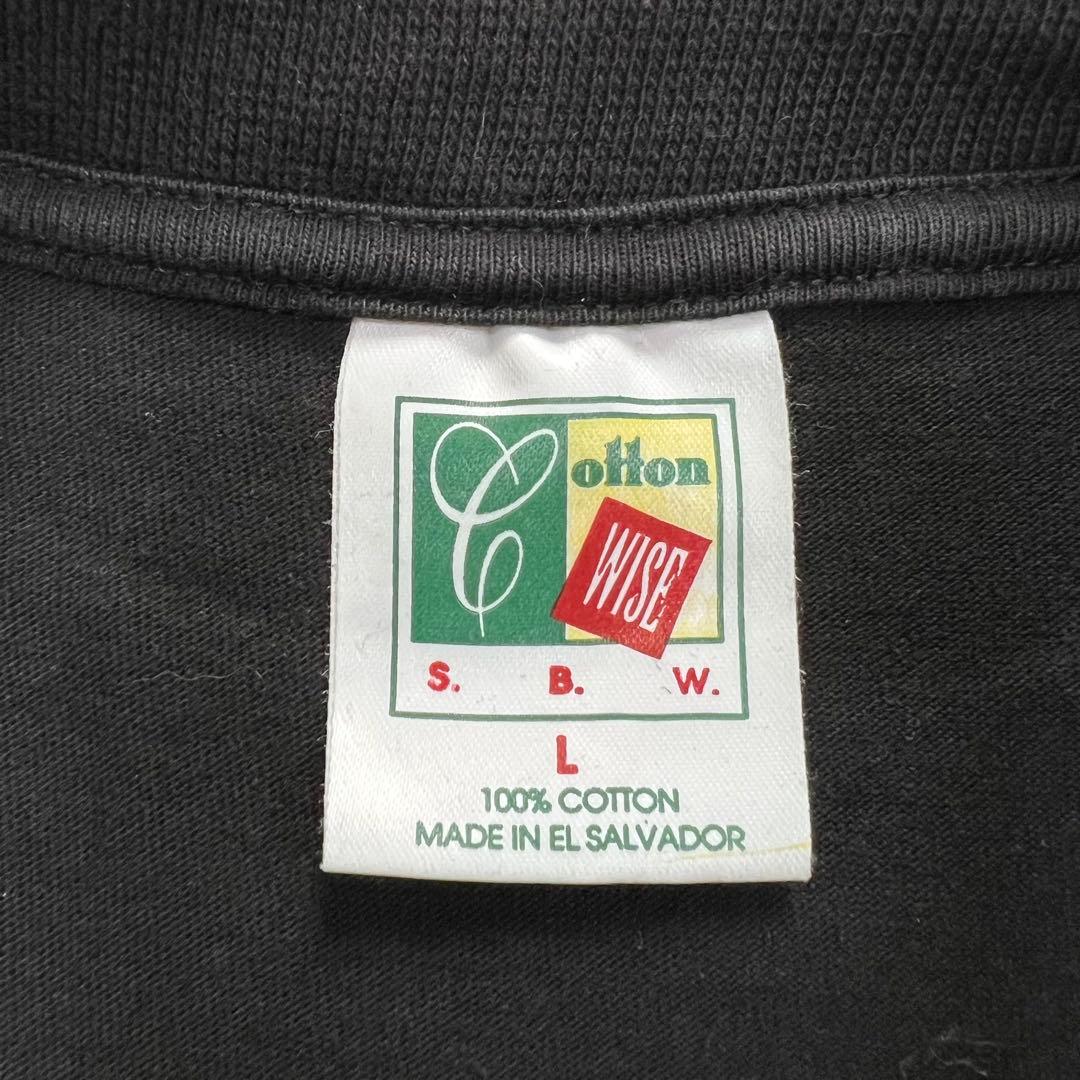 Cotton
WISE
S. B. W.
L
100% COTTON
MADE IN EL SALVADOR